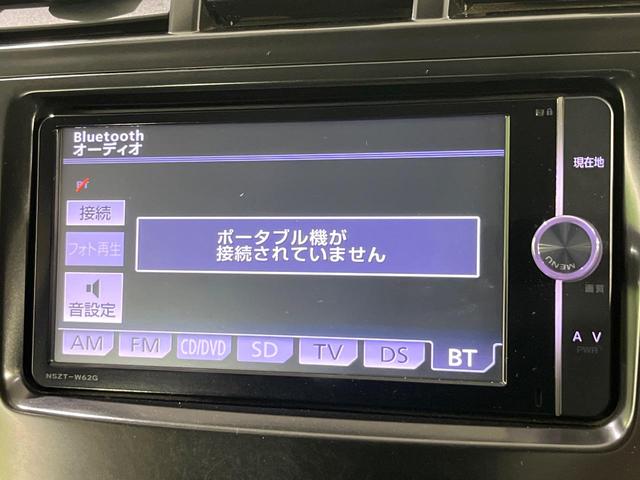 Bluetooth
オーディオ
BT
接続
フォト再生
音設定
ポータブル機が
接続されていません
AM
FM
CD/DVD
SD
TV
DS
BT
NSZT-W62G
現在地
MENU
画質
AV
PWR